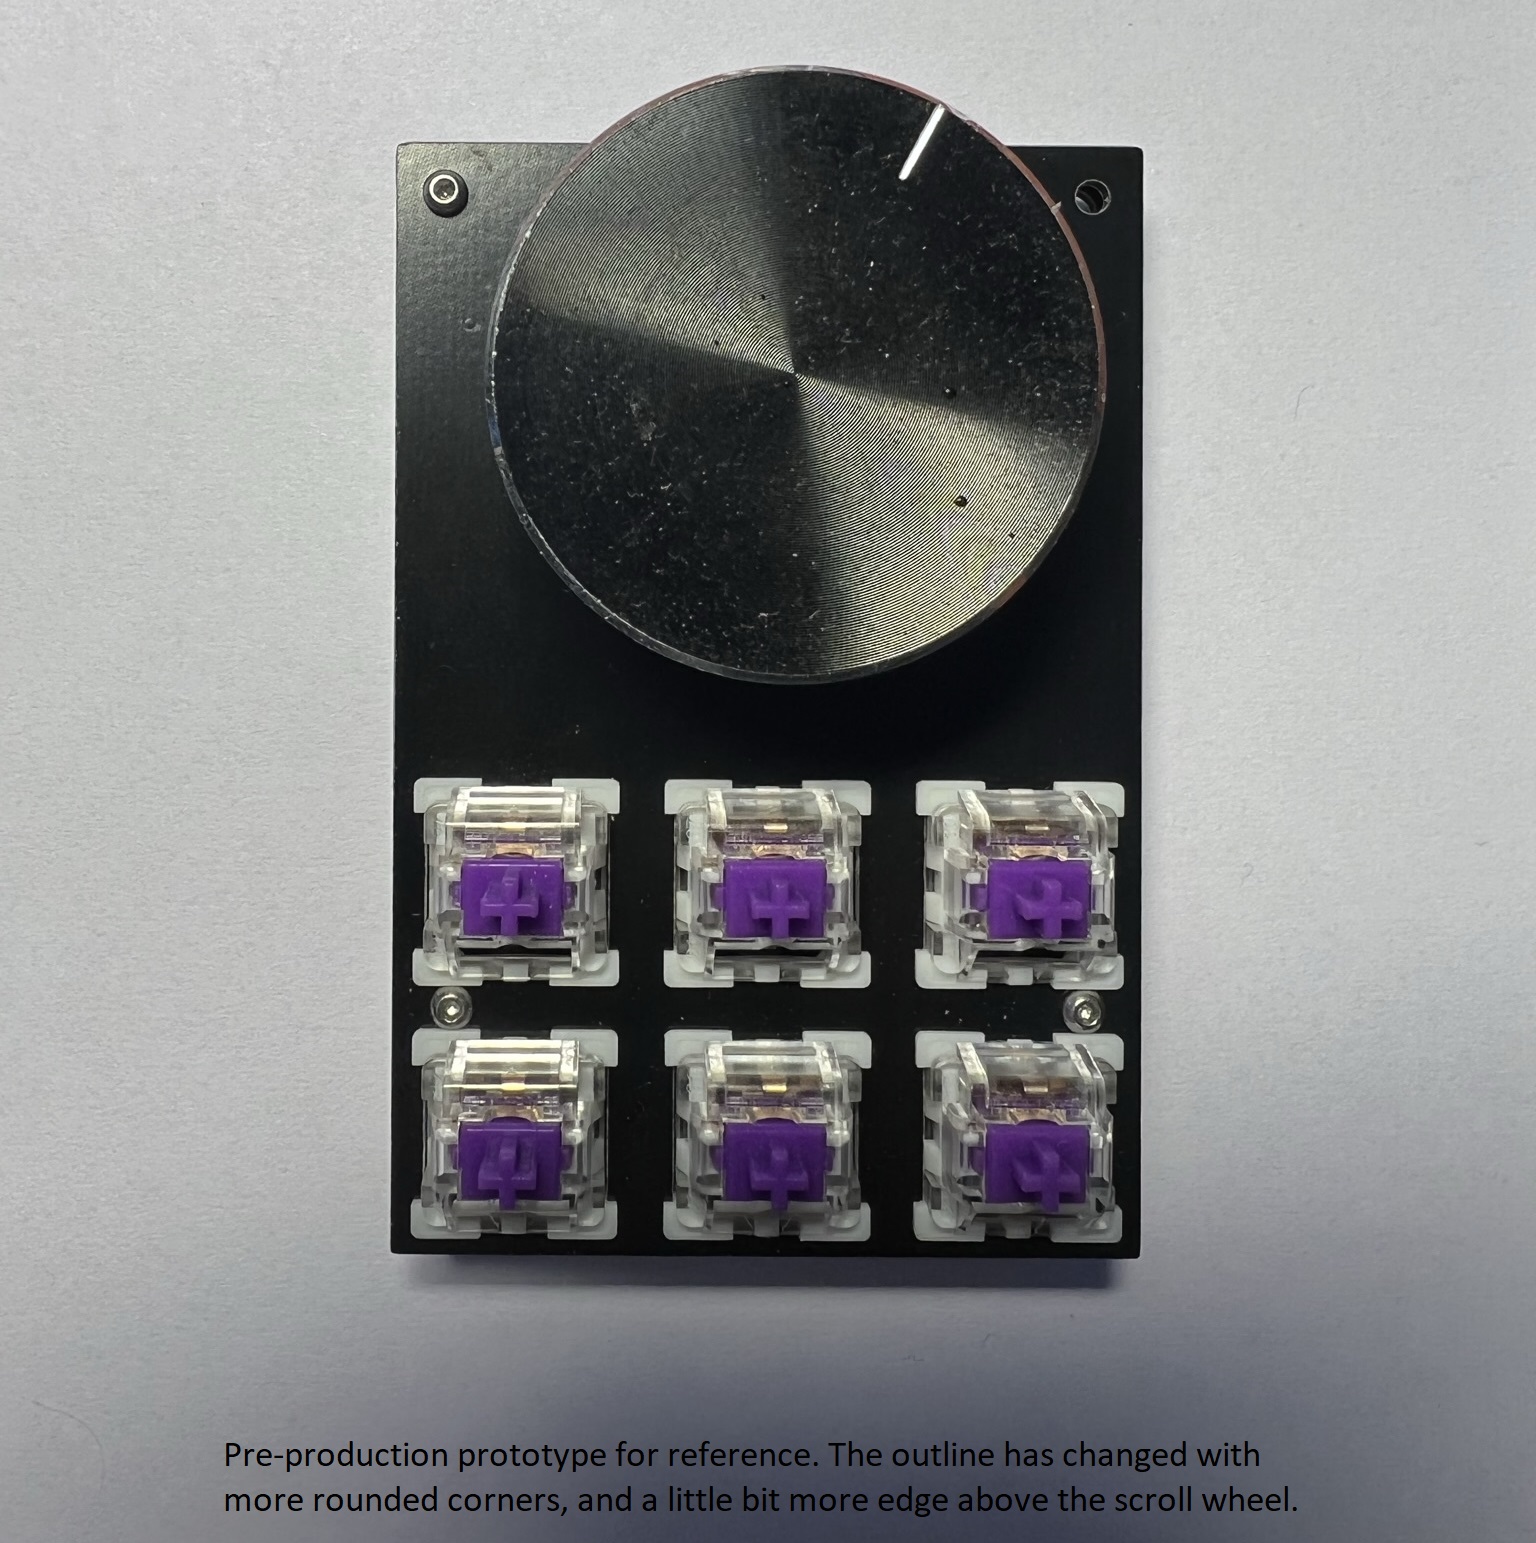 Pre-production prototype for reference. The outline has changed with
more rounded corners, and a little bit more edge above the scroll wheel.